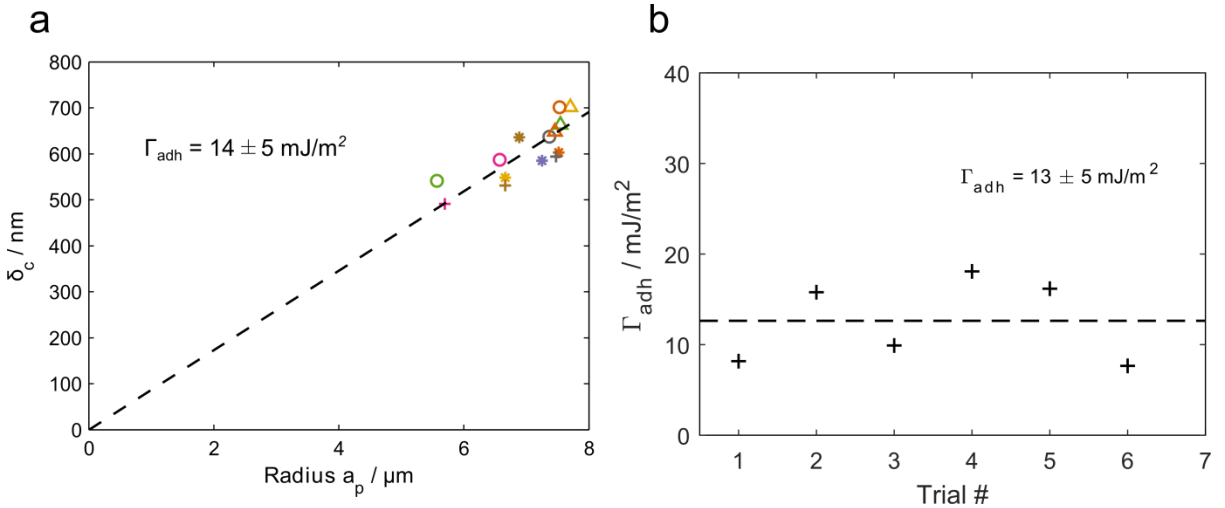 a
800
700
600
500
400
300
200
100
0
δc / nm
Γadh = 14 ± 5 mJ/m²
0 2 4 6 8
Radius ap / µm
b
40
30
20
10
0
Γadh / mJ/m²
Γadh = 13 ± 5 mJ/m²
1 2 3 4 5 6 7
Trial #